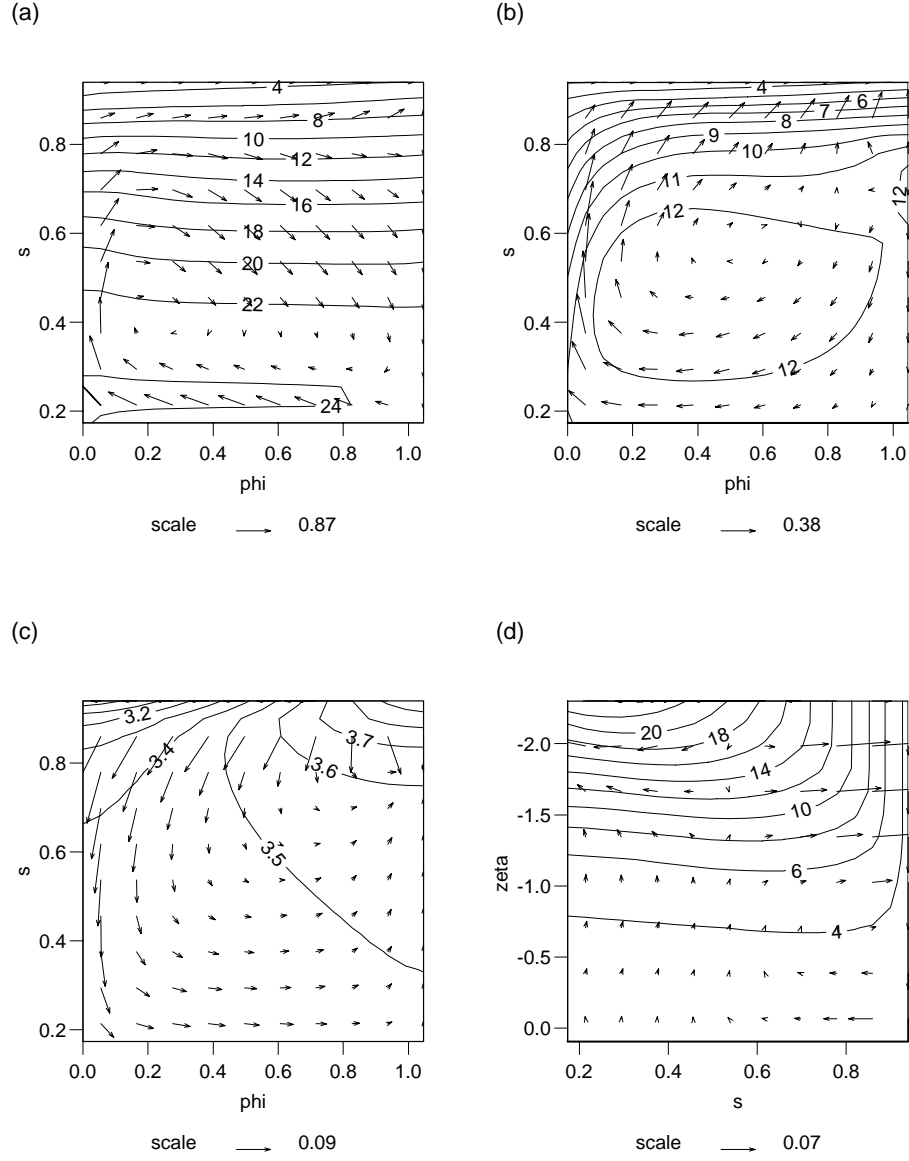 (a)
(b)
4
8
10
12
14
16
18
20
22
24
0.8
0.6
0.4
0.2
s
0.0 0.2 0.4 0.6 0.8 1.0
phi
scale 0.87
4
6
7
8
9
10
11
12
12
12
0.8
0.6
0.4
0.2
s
0.0 0.2 0.4 0.6 0.8 1.0
phi
scale 0.38
(c)
(d)
3.2
3.4
3.7
3.6
3.5
0.8
0.6
0.4
0.2
s
0.0 0.2 0.4 0.6 0.8 1.0
phi
scale 0.09
20
18
14
10
6
4
-2.0
-1.5
-1.0
-0.5
0.0
zeta
0.2 0.4 0.6 0.8
s
scale 0.07